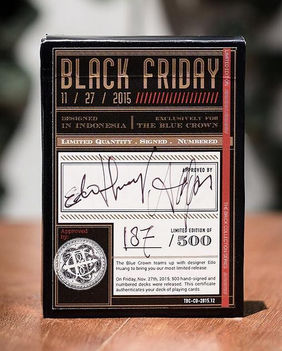 BLACK FRIDAY
11 / 27 / 2015
DESIGNED
IN INDONESIA
EXCLUSIVELY FOR
THE BLUE CROWN
LIMITED QUANTITY . SIGNED . NUMBERED
APPROVED BY
187
LIMITED EDITION OF
/500
Approved
by:
The Blue Crown teams up with designer Edo
Huang to bring you our most limited release
On Friday, Nov. 27th, 2015, 500 hand-signed and
numbered decks were released. This certificate
authenticates your deck of playing cards.
TBC-CO-2015.12
LIMITED EDITION